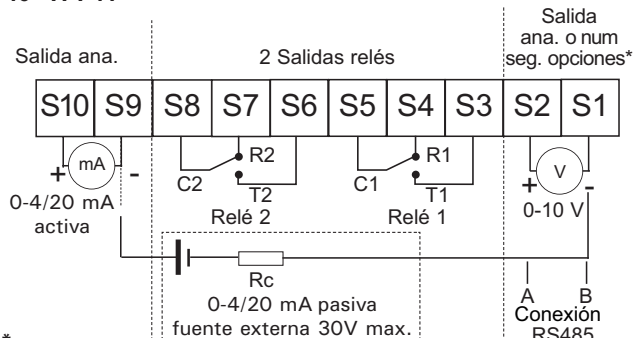 Salida
ana. o num
seg. opciones*
Salida ana.
2 Salidas relés
S10 S9 S8 S7 S6 S5 S4 S3 S2 S1
+ mA -
R2
C2
T2
R1
C1
T1
+ V -
0-4/20 mA
activa
Relé 2
Relé 1
0-10 V
Rc
0-4/20 mA pasiva
fuente externa 30V max.
A B
Conexión
RS485
*